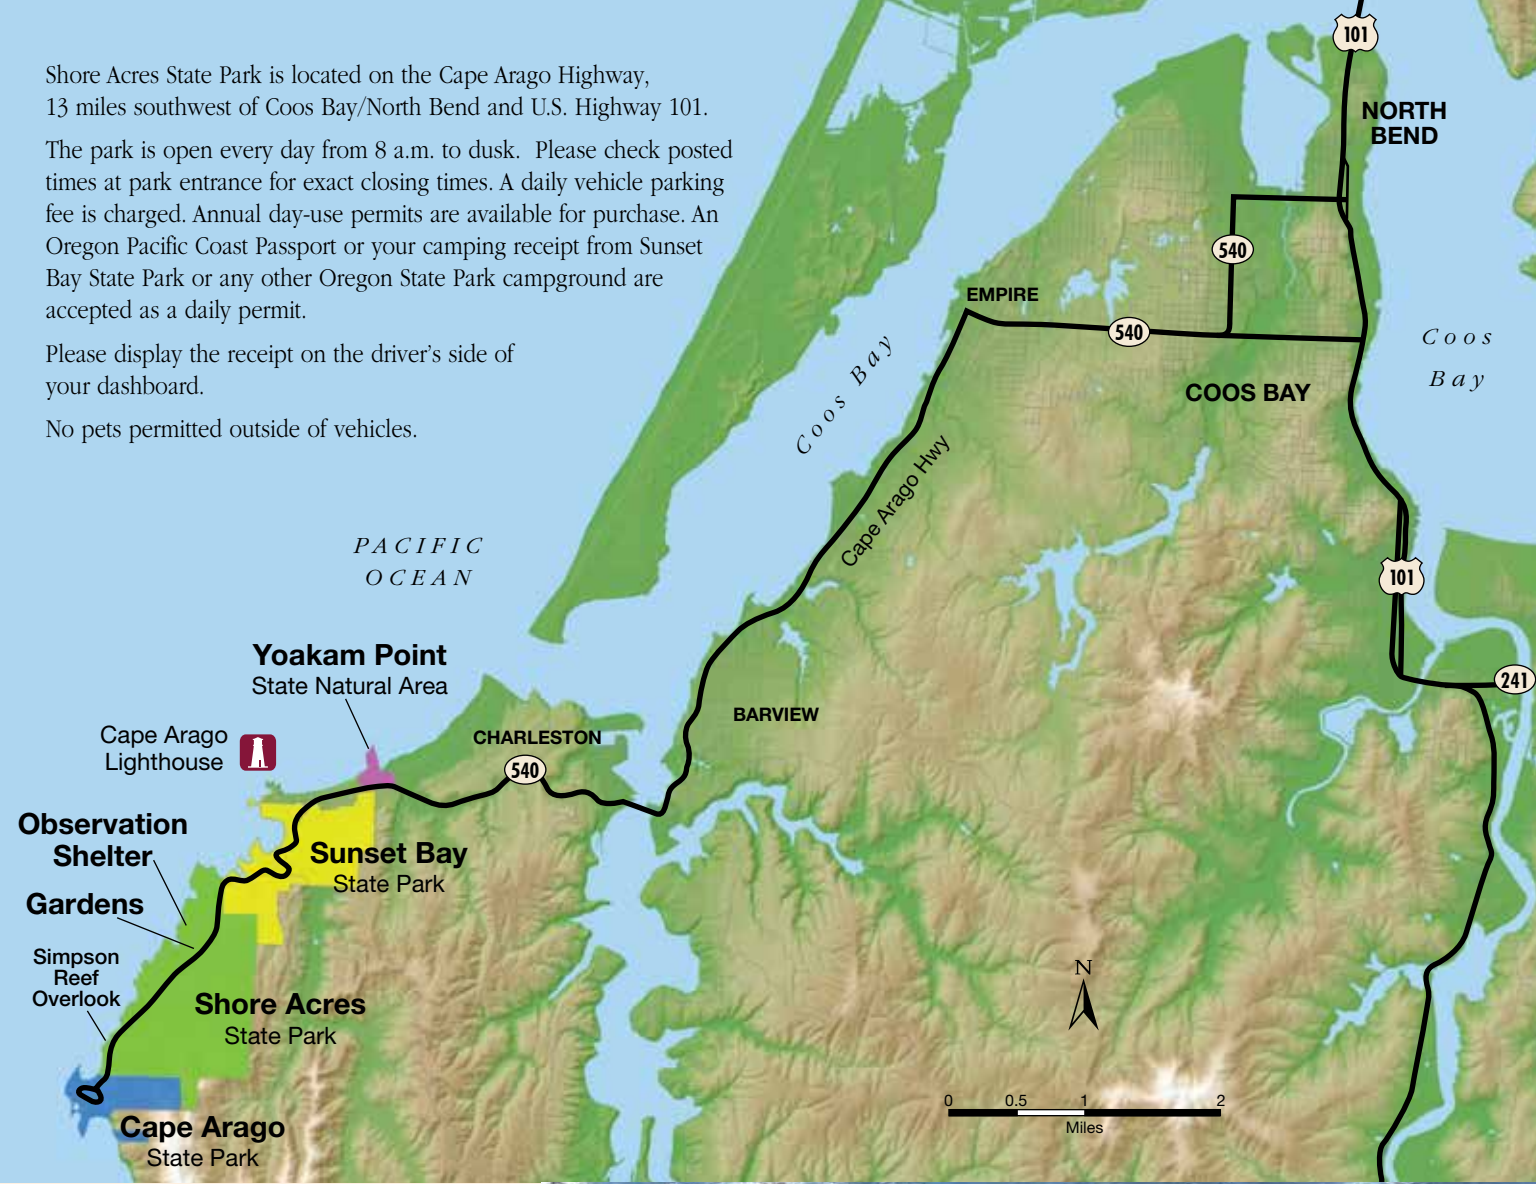 Shore Acres State Park is located on the Cape Arago Highway,
13 miles southwest of Coos Bay/North Bend and U.S. Highway 101.
The park is open every day from 8 a.m. to dusk.  Please check posted
times at park entrance for exact closing times. A daily vehicle parking
fee is charged. Annual day-use permits are available for purchase. An
Oregon Pacific Coast Passport or your camping receipt from Sunset
Bay State Park or any other Oregon State Park campground are
accepted as a daily permit.
Please display the receipt on the driver's side of
your dashboard.
No pets permitted outside of vehicles.
101
NORTH
BEND
540
EMPIRE
540
COOS BAY
Coos
Bay
Coos Bay
Cape Arago Hwy
PACIFIC
OCEAN
101
241
Yoakam Point
State Natural Area
BARVIEW
CHARLESTON
540
Cape Arago
Lighthouse
Observation
Shelter
Sunset Bay
State Park
Gardens
Simpson
Reef
Overlook
Shore Acres
State Park
Cape Arago
State Park
N
0 0.5 1 2
Miles